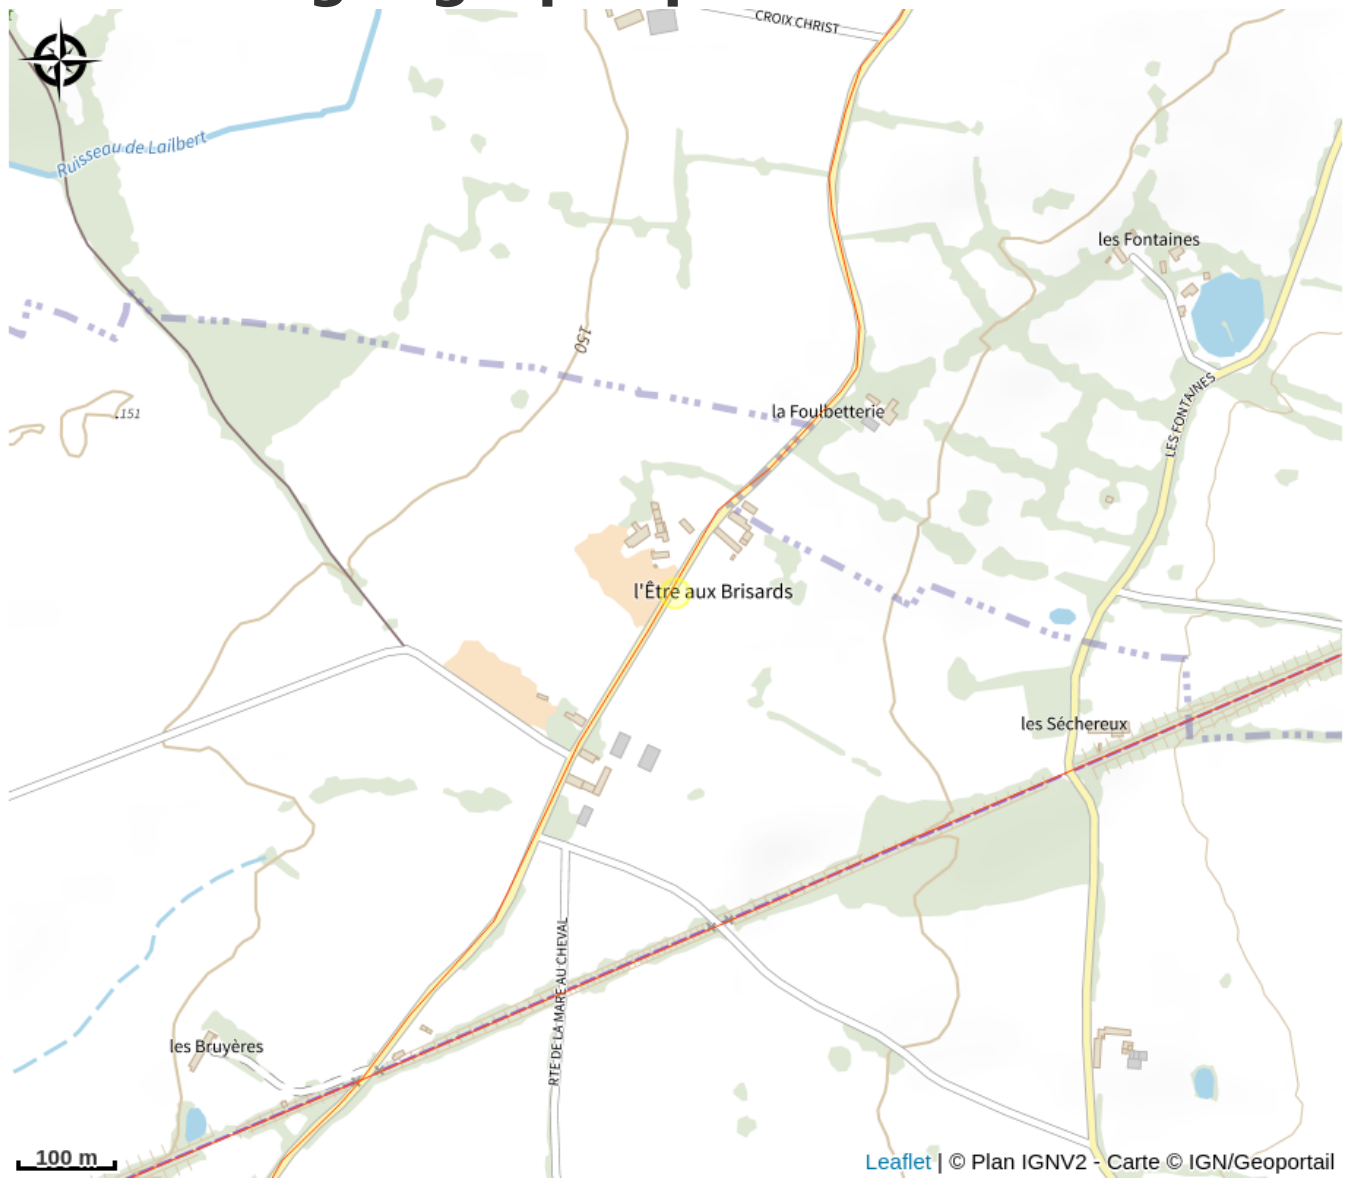 CROIX CHRIST
Ruisseau de Lailbert
les Fontaines
150
LES FONTAINES
.151
la Foulbetterie
l'Être aux Brisards
les Séchereux
RTE DE LA MARE AU CHEVAL
les Bruyères
100 m
Leaflet | © Plan IGNV2 - Carte © IGN/Geoportail